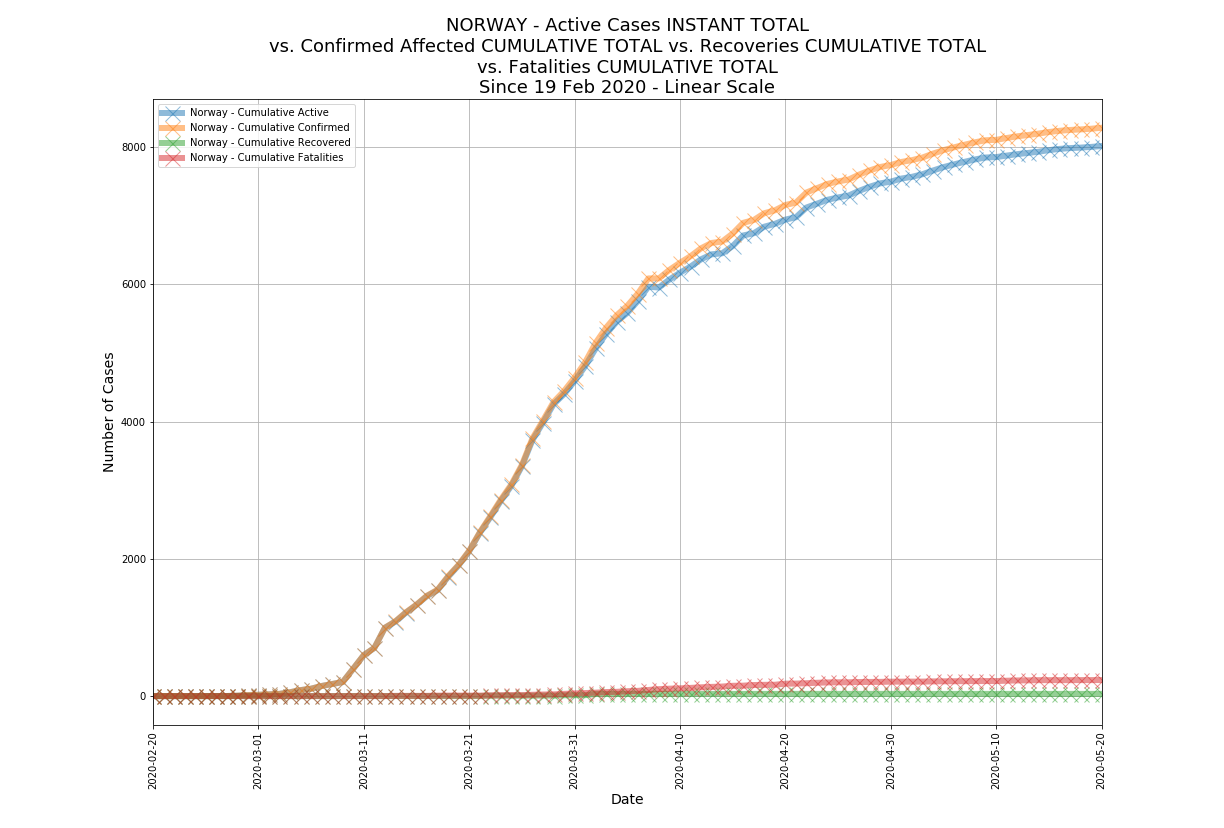 NORWAY - Active Cases INSTANT TOTAL
vs. Confirmed Affected CUMULATIVE TOTAL vs. Recoveries CUMULATIVE TOTAL
vs. Fatalities CUMULATIVE TOTAL
Since 19 Feb 2020 - Linear Scale
Norway - Cumulative Active
Norway - Cumulative Confirmed
Norway - Cumulative Recovered
Norway - Cumulative Fatalities
Number of Cases
8000
6000
4000
2000
0
2020-02-20
2020-03-01
2020-03-11
2020-03-21
2020-03-31
2020-04-10
2020-04-20
2020-04-30
2020-05-10
2020-05-20
Date